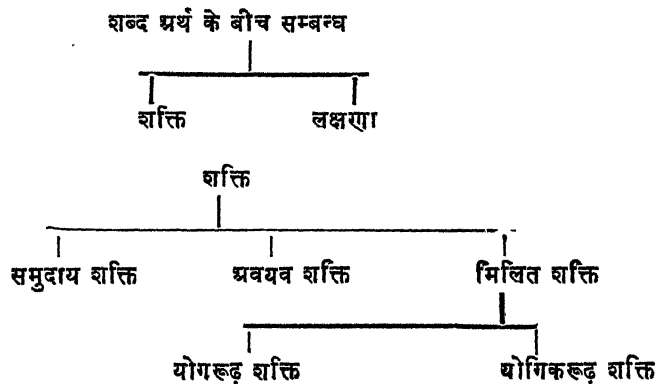 शब्द अर्थ के बीच सम्बन्ध
शक्ति लक्षणा
शक्ति
समुदाय शक्ति अवयव शक्ति मिलित शक्ति
योगरूढ़ शक्ति योगिकरूढ़ शक्ति